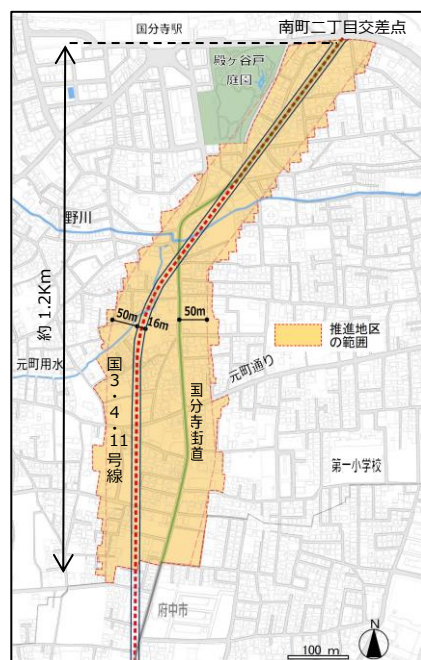 国分寺駅
南町二丁目交差点
殿ヶ谷戸
庭園
野川
約 1.2Km
50m
16m
50m
推進地区
の範囲
元町用水
元町通り
国3・4・11号線
国分寺街道
第一小学校
府中市
100 m
N